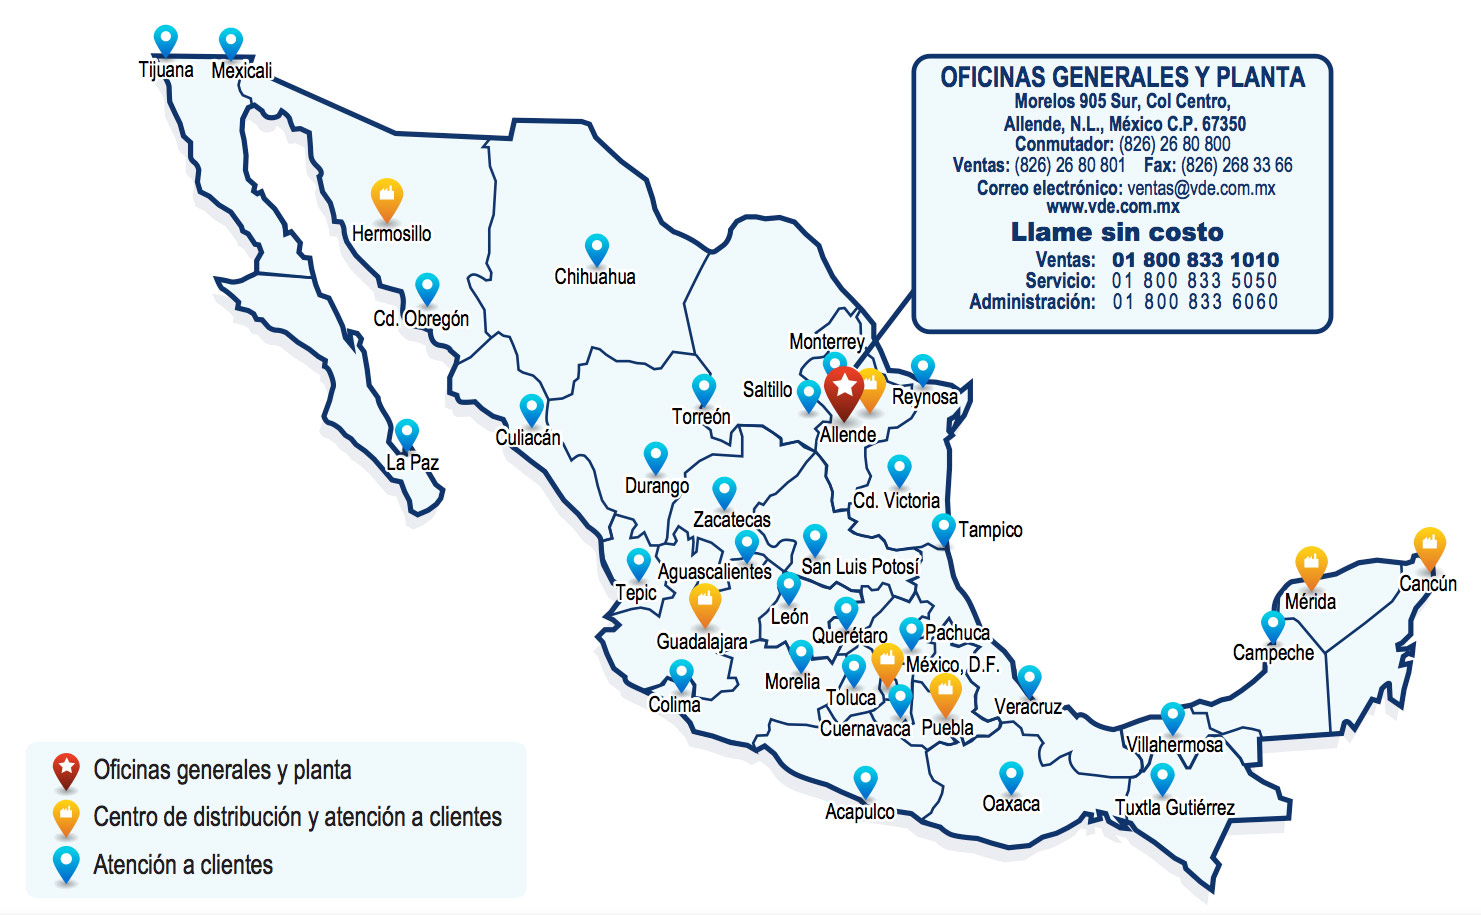 Tijuana
Mexicali
OFICINAS GENERALES Y PLANTA
Morelos 905 Sur, Col Centro,
Allende, N.L., México C.P. 67350
Conmutador: (826) 26 80 800
Ventas: (826) 26 80 801 Fax: (826) 268 33 66
Correo electrónico: ventas@vde.com.mx
www.vde.com.mx
Llame sin costo
Ventas: 01 800 833 1010
Servicio: 01 800 833 5050
Administración: 01 800 833 6060
Hermosillo
Chihuahua
Cd. Obregón
Monterrey
Saltillo
Reynosa
Torreón
Allende
Culiacán
La Paz
Durango
Cd. Victoria
Zacatecas
Tampico
Aguascalientes
San Luis Potosí
Cancún
Tepic
Mérida
León
Guadalajara
Querétaro
Pachuca
Campeche
México, D.F.
Morelia
Toluca
Colima
Veracruz
Cuernavaca
Puebla
Villahermosa
Oaxaca
Tuxtla Gutiérrez
Acapulco
Oficinas generales y planta
Centro de distribución y atención a clientes
Atención a clientes